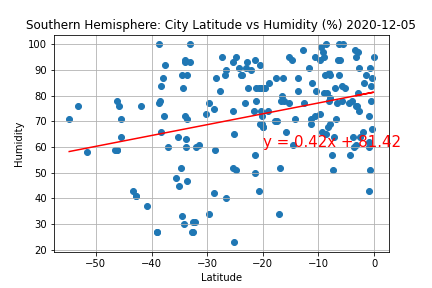 Southern Hemisphere: City Latitude vs Humidity (%) 2020-12-05
100
90
80
70
60
50
40
30
20
Humidity
y = 0.42x + 81.42
−50 −40 −30 −20 −10 0
Latitude